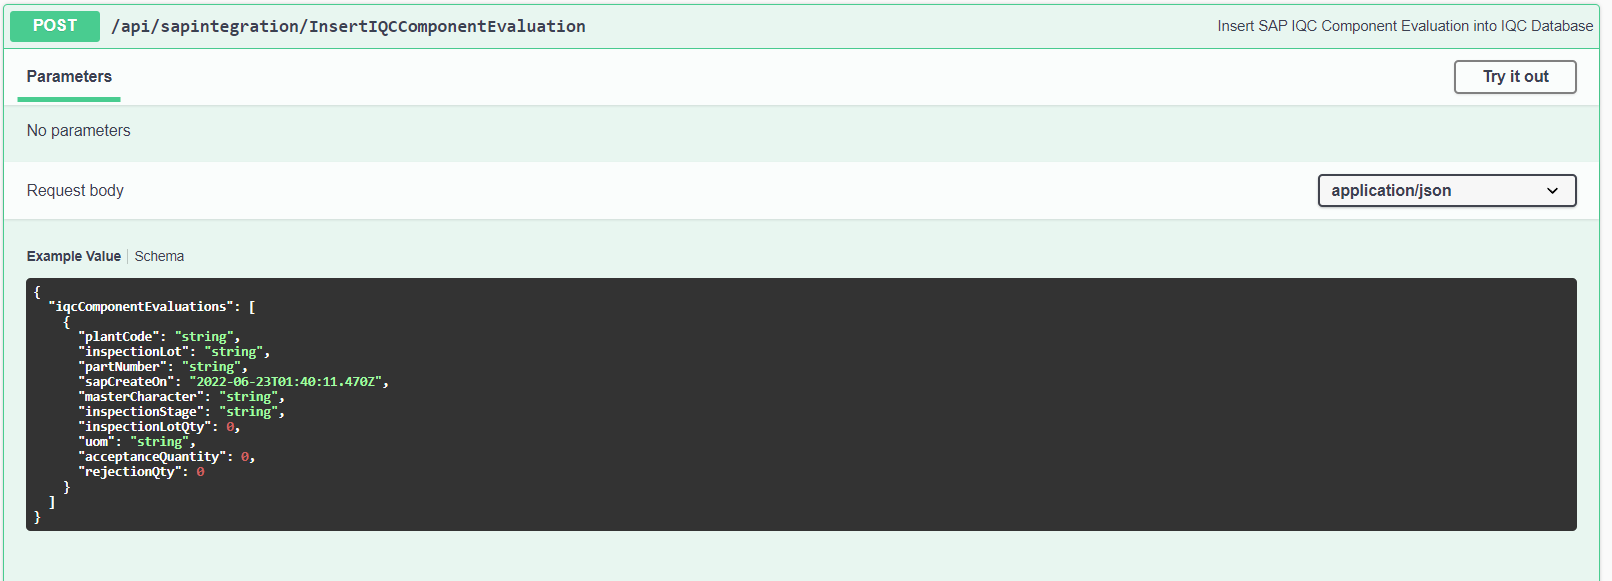 POST /api/sapintegration/InsertIQCComponentEvaluation Insert SAP IQC Component Evaluation into IQC Database
Parameters Try it out
No parameters
Request body application/json
Example Value Schema
{
"iqcComponentEvaluations": [
{
"plantCode": "string",
"inspectionLot": "string",
"partNumber": "string",
"sapCreateOn": "2022-06-23T01:40:11.470Z",
"masterCharacter": "string",
"inspectionStage": "string",
"inspectionLotQty": 0,
"uom": "string",
"acceptanceQuantity": 0,
"rejectionQty": 0
}
]
}